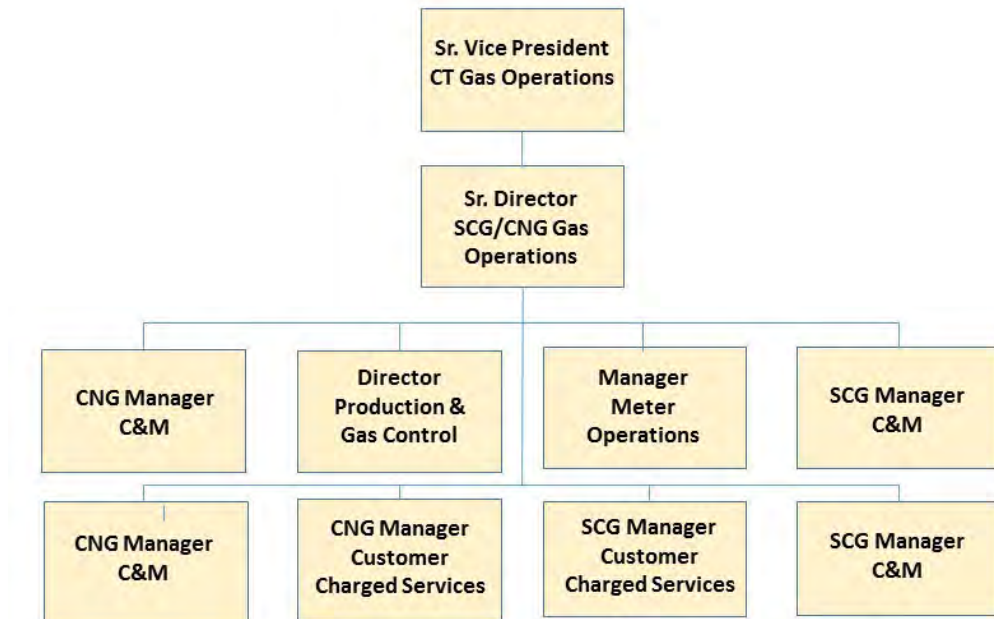 Sr. Vice President
CT Gas Operations
Sr. Director
SCG/CNG Gas
Operations
CNG Manager
C&M
Director
Production &
Gas Control
Manager
Meter
Operations
SCG Manager
C&M
CNG Manager
C&M
CNG Manager
Customer
Charged Services
SCG Manager
Customer
Charged Services
SCG Manager
C&M